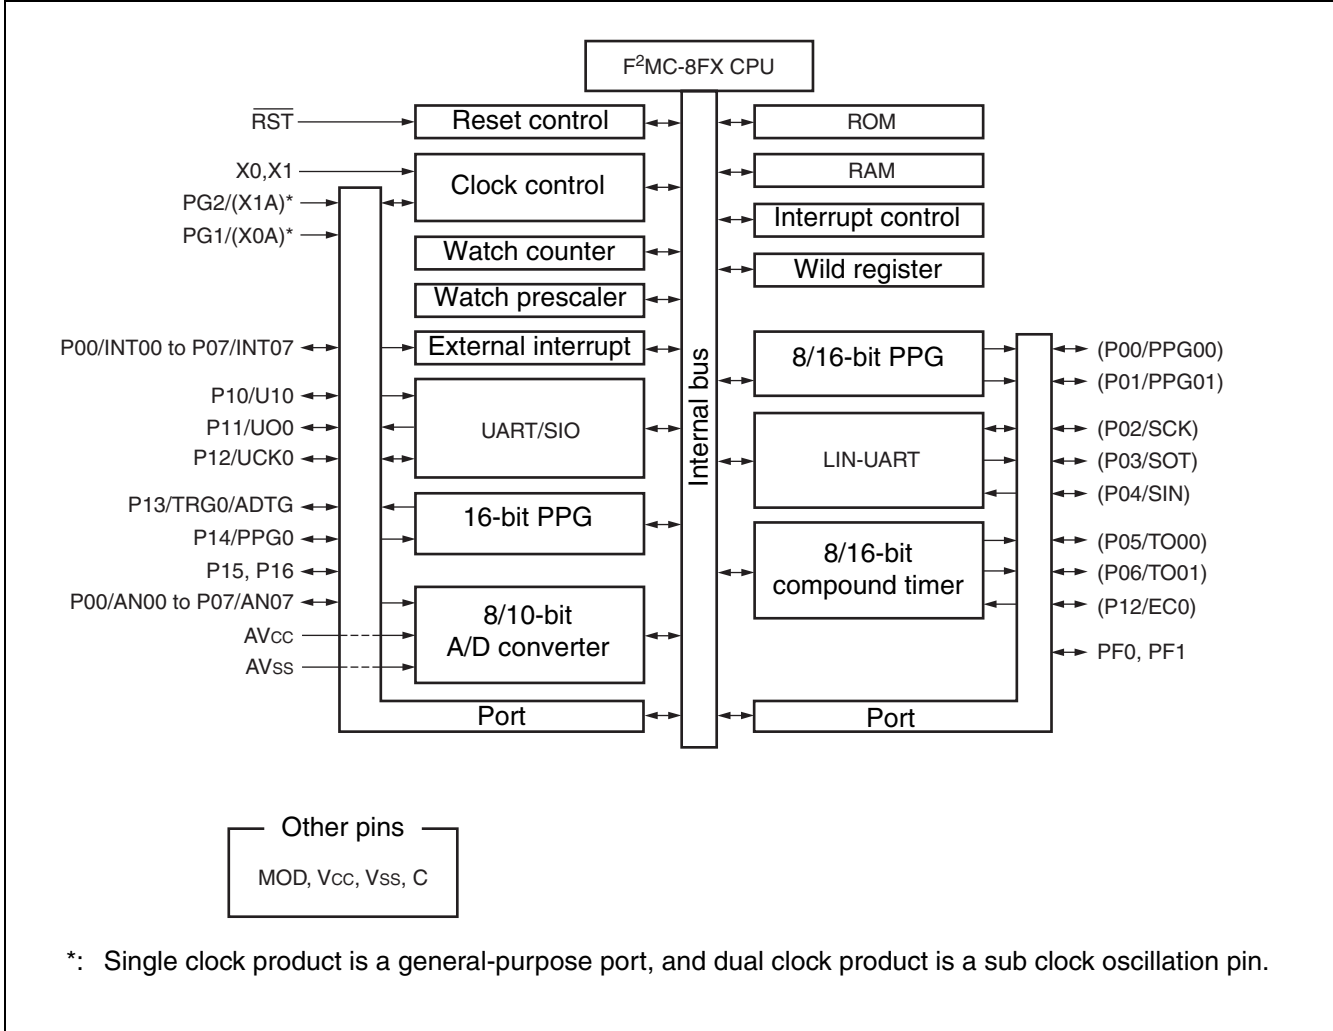 F²MC-8FX CPU
RST
Reset control
ROM
X0,X1
Clock control
RAM
PG2/(X1A)*
PG1/(X0A)*
Interrupt control
Watch counter
Wild register
Watch prescaler
P00/INT00 to P07/INT07
External interrupt
Internal bus
8/16-bit PPG
(P00/PPG00)
(P01/PPG01)
P10/U10
P11/UO0
P12/UCK0
UART/SIO
LIN-UART
(P02/SCK)
(P03/SOT)
(P04/SIN)
P13/TRG0/ADTG
P14/PPG0
16-bit PPG
8/16-bit
compound timer
(P05/TO00)
(P06/TO01)
(P12/EC0)
P15, P16
P00/AN00 to P07/AN07
AVcc
AVss
8/10-bit
A/D converter
PF0, PF1
Port
Port
Other pins
MOD, Vcc, Vss, C
*: Single clock product is a general-purpose port, and dual clock product is a sub clock oscillation pin.